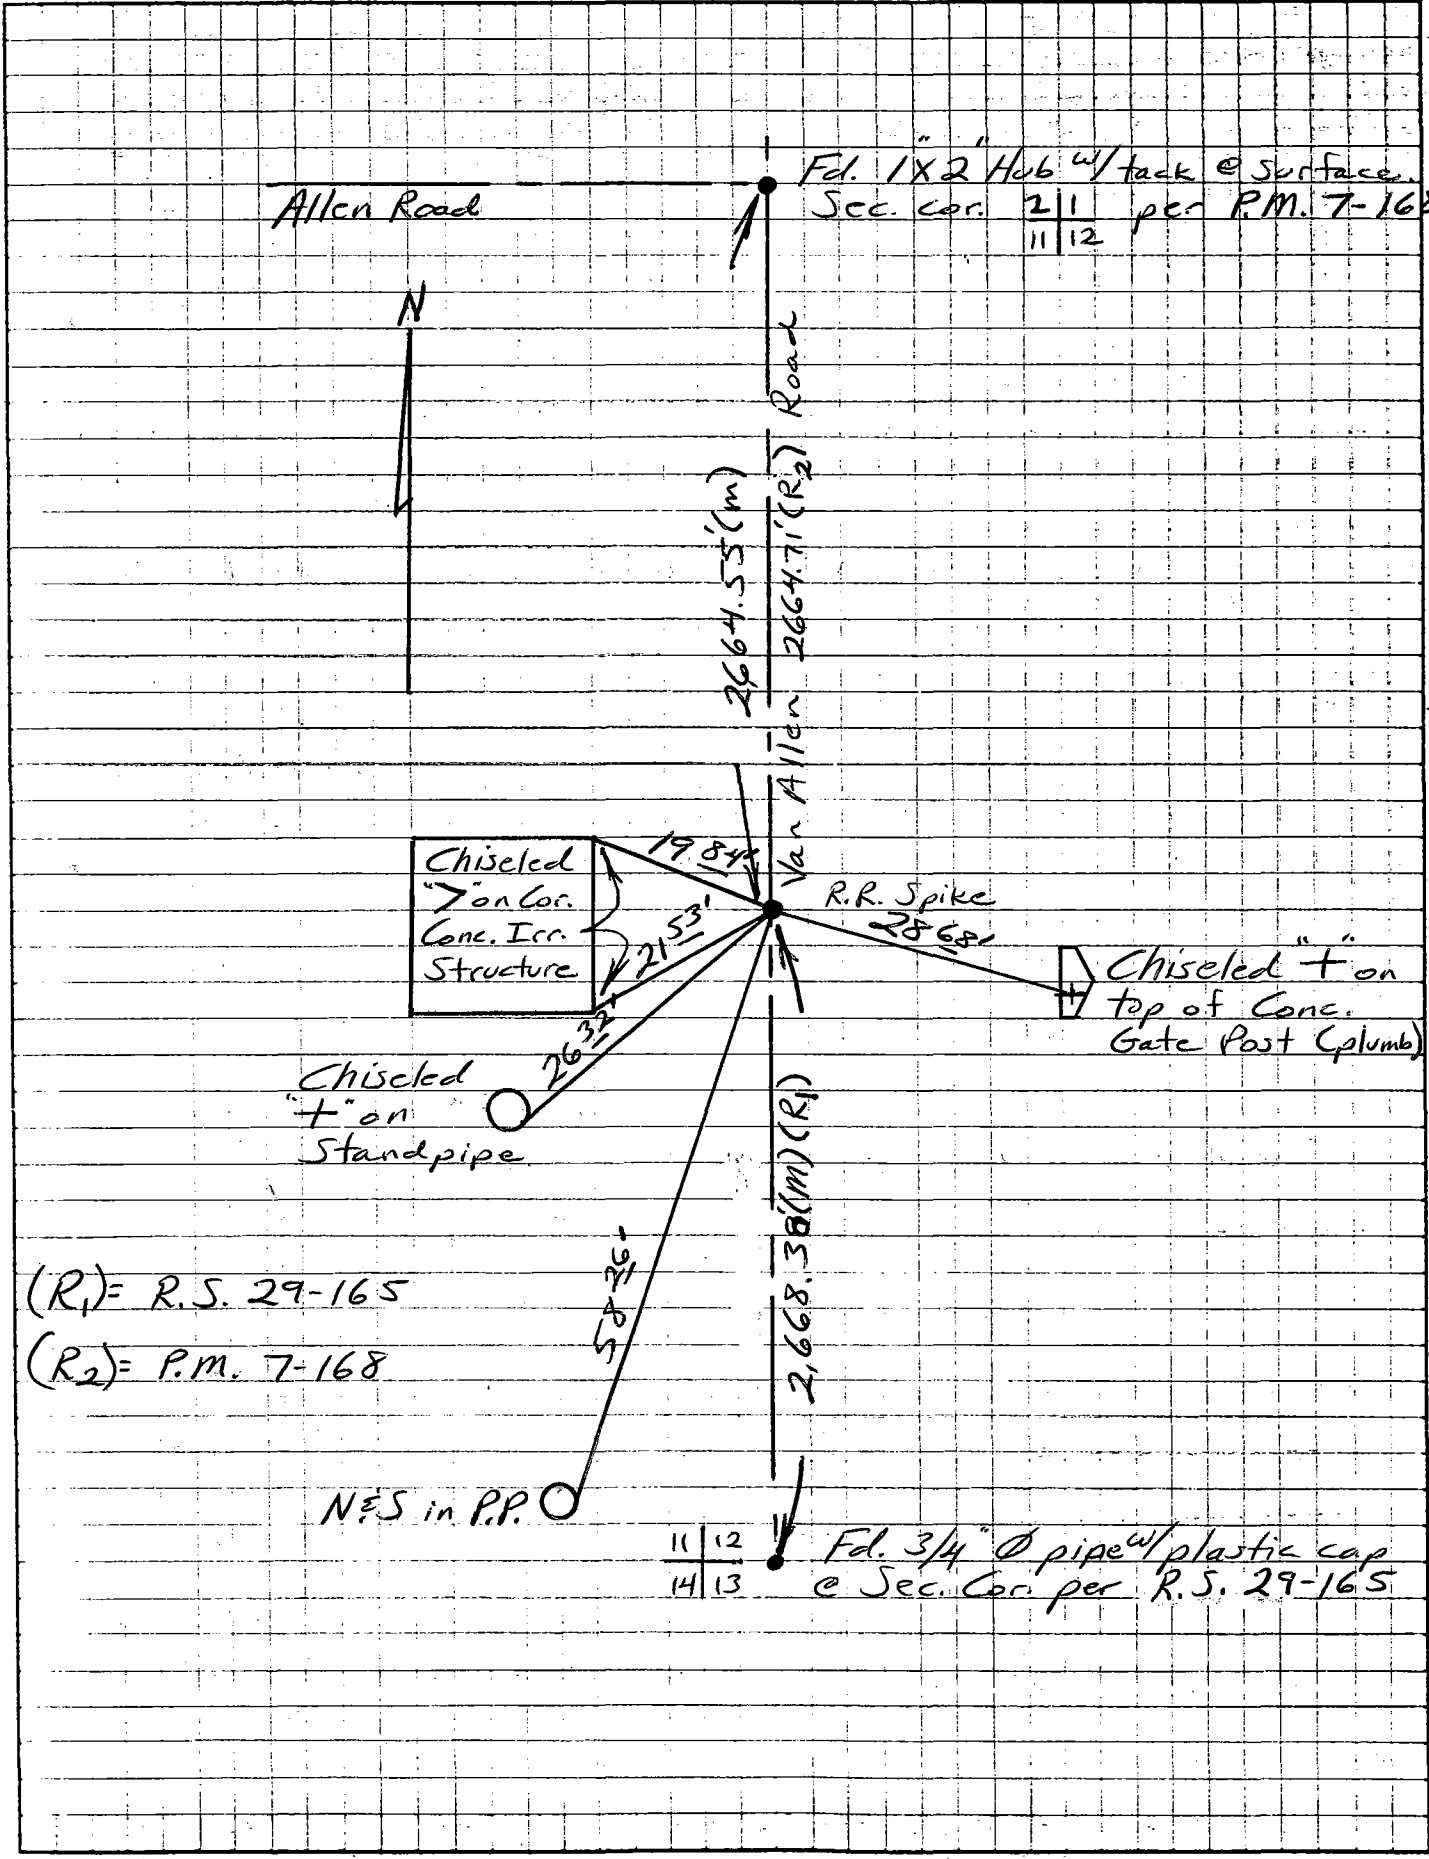 Fd. 1"X2" Hub w/ tack @ Surface.
Allen Road
Sec. cor. 2|1 per P.M. 7-168
11|12
N
Van Allen Road
2664.55'(m)
2664.71'(R2)
Chiseled
">" on Cor.
Conc. Irr.
Structure
19.84'
21.53'
26.32'
R.R. Spike
28.68'
Chiseled "+" on
top of Conc.
Gate Post (plumb)
Chiseled
"+" on
Standpipe
2,668.38'(m)(R1)
58.26'
(R1)= R.S. 29-165
(R2)= P.M. 7-168
N&S in P.P.
11|12
14|13
Fd. 3/4" Ø pipe w/ plastic cap
@ Sec. Cor. per R.S. 29-165